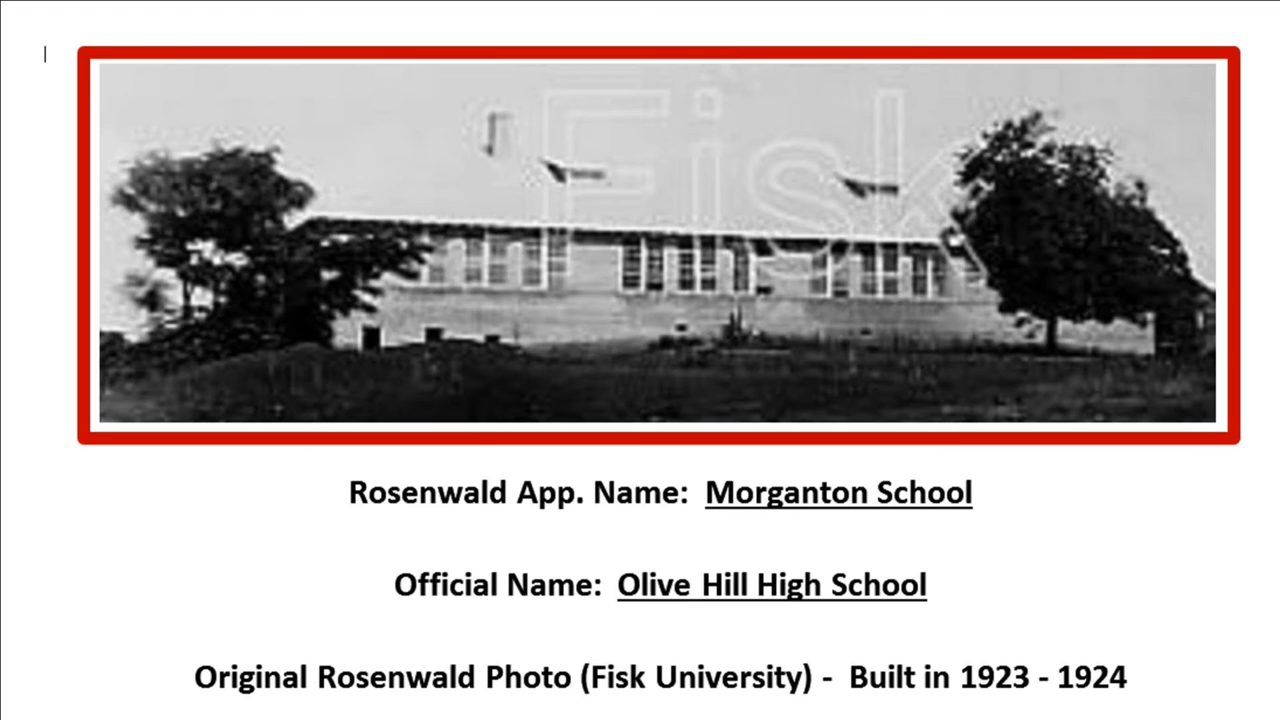 Fisk
Rosenwald App. Name: Morganton School
Official Name: Olive Hill High School
Original Rosenwald Photo (Fisk University) - Built in 1923 - 1924